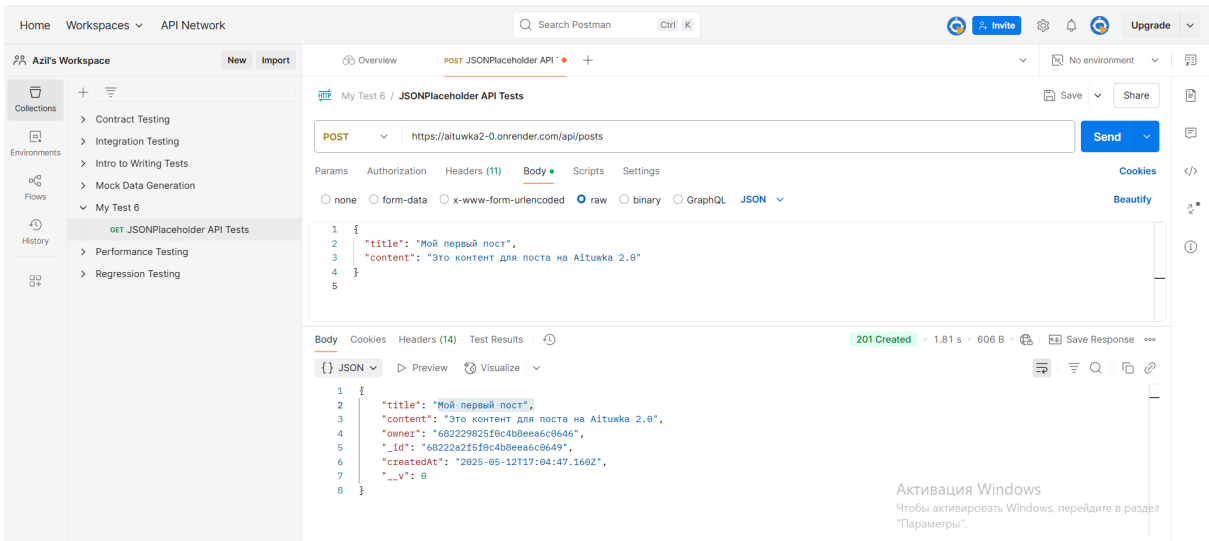 Home Workspaces API Network Search Postman Ctrl K Invite Upgrade
Azil's Workspace New Import Overview POST JSONPlaceholder API T No environment
Collections
Environments
Flows
History
Contract Testing
Integration Testing
Intro to Writing Tests
Mock Data Generation
My Test 6
GET JSONPlaceholder API Tests
Performance Testing
Regression Testing
HTTP My Test 6 / JSONPlaceholder API Tests Save Share
POST https://aituwka2-0.onrender.com/api/posts Send
Params Authorization Headers (11) Body Scripts Settings Cookies
none form-data x-www-form-urlencoded raw binary GraphQL JSON Beautify
1 {
2 "title": "Мой первый пост",
3 "content": "Это контент для поста на Aituwka 2.0"
4 }
5
Body Cookies Headers (14) Test Results 201 Created 1.81 s 606 B Save Response
{} JSON Preview Visualize
1 {
2 "title": "Мой первый пост",
3 "content": "Это контент для поста на Aituwka 2.0",
4 "owner": "682229825f0c4b8eea6c0646",
5 "_id": "68222a2f5f0c4b8eea6c0649",
6 "createdAt": "2025-05-12T17:04:47.160Z",
7 "__v": 0
8 }
Активация Windows
Чтобы активировать Windows, перейдите в раздел
"Параметры".